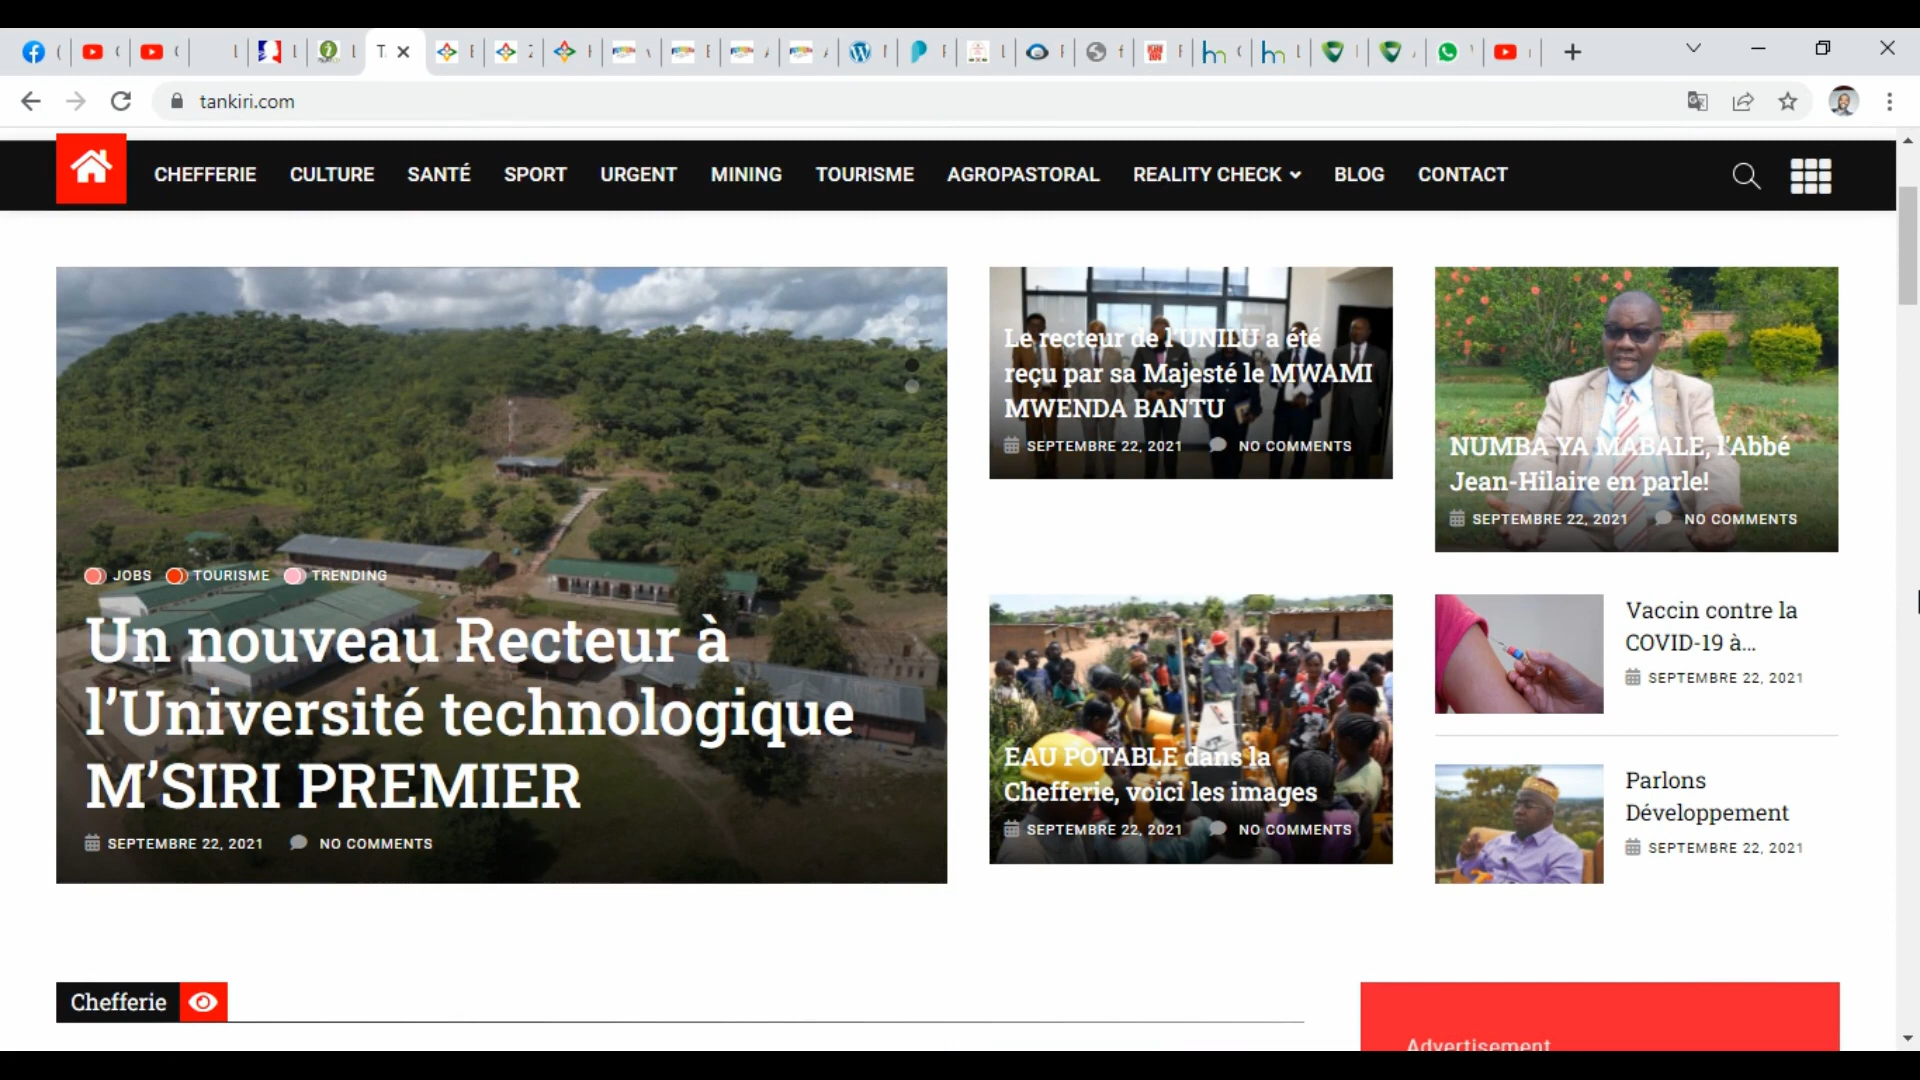 tankiri.com
CHEFFERIE CULTURE SANTÉ SPORT URGENT MINING TOURISME AGROPASTORAL REALITY CHECK BLOG CONTACT
JOBS TOURISME TRENDING
Un nouveau Recteur à
l’Université technologique
M’SIRI PREMIER
SEPTEMBRE 22, 2021 NO COMMENTS
Le recteur de l’UNILU a été
reçu par sa Majesté le MWAMI
MWENDA BANTU
SEPTEMBRE 22, 2021 NO COMMENTS
EAU POTABLE dans la
Chefferie, voici les images
SEPTEMBRE 22, 2021 NO COMMENTS
NUMBA YA MABALE, l’Abbé
Jean-Hilaire en parle!
SEPTEMBRE 22, 2021 NO COMMENTS
Vaccin contre la
COVID-19 à...
SEPTEMBRE 22, 2021
Parlons
Développement
SEPTEMBRE 22, 2021
Chefferie
Advertisement